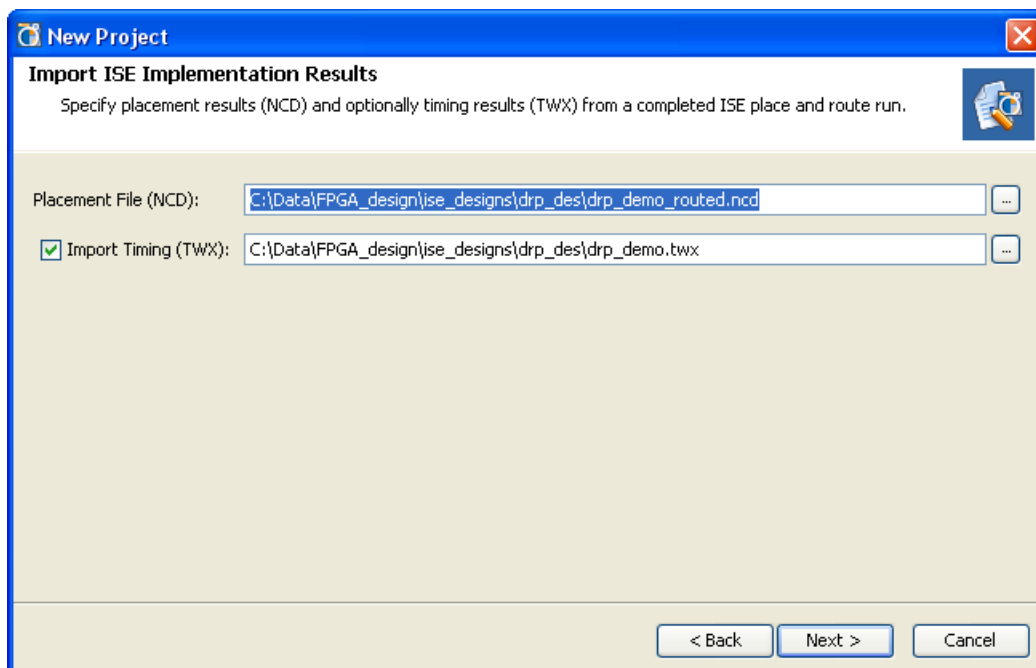 New Project
Import ISE Implementation Results
Specify placement results (NCD) and optionally timing results (TWX) from a completed ISE place and route run.
Placement File (NCD): C:\Data\FPGA_design\ise_designs\drp_des\drp_demo_routed.ncd ...
Import Timing (TWX): C:\Data\FPGA_design\ise_designs\drp_des\drp_demo.twx ...
< Back Next > Cancel